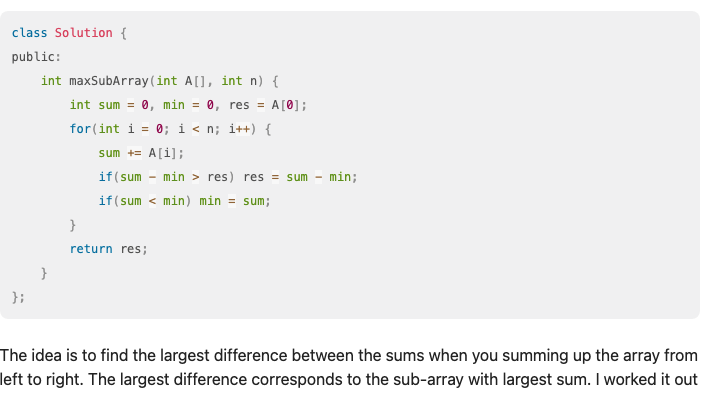 class Solution {
public:
    int maxSubArray(int A[], int n) {
        int sum = 0, min = 0, res = A[0];
        for(int i = 0; i < n; i++) {
            sum += A[i];
            if(sum - min > res) res = sum - min;
            if(sum < min) min = sum;
        }
        return res;
    }
};
The idea is to find the largest difference between the sums when you summing up the array from
left to right. The largest difference corresponds to the sub-array with largest sum. I worked it out